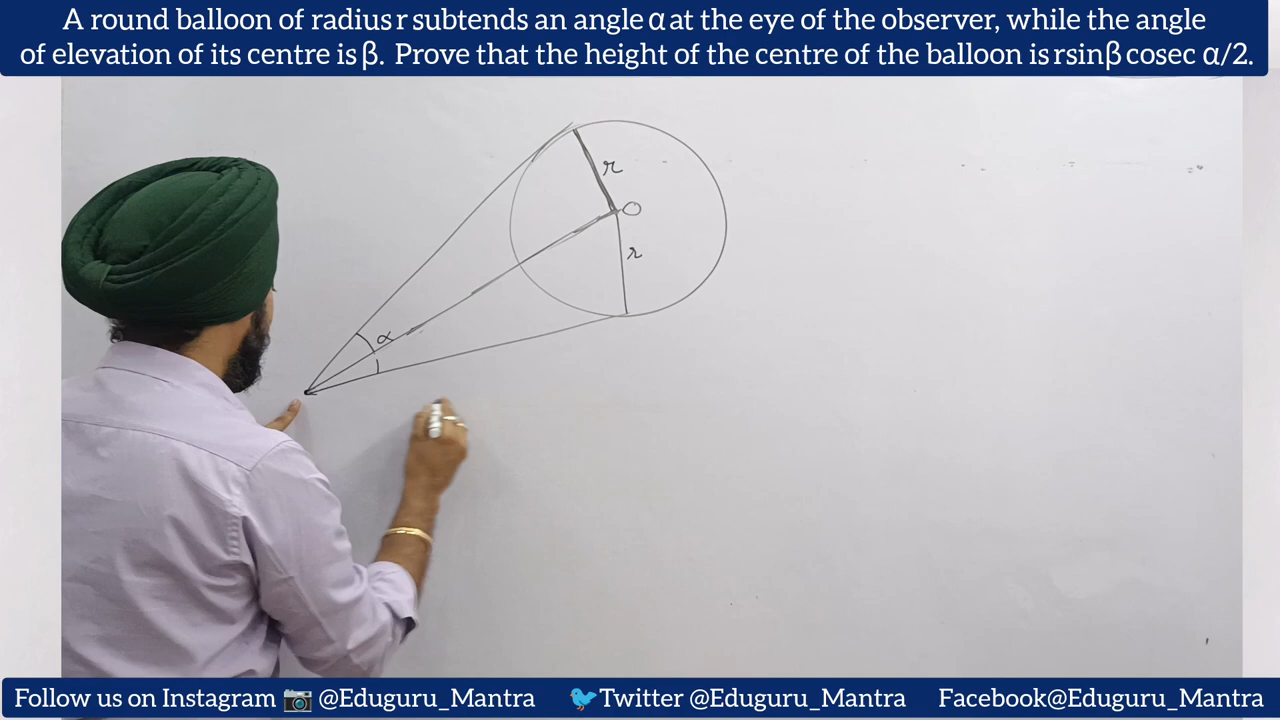 A round balloon of radius r subtends an angle α at the eye of the observer, while the angle
of elevation of its centre is β. Prove that the height of the centre of the balloon is rsinβ cosec α/2.
r
O
r
α
Follow us on Instagram 📷 @Eduguru_Mantra 🐦Twitter @Eduguru_Mantra Facebook@Eduguru_Mantra